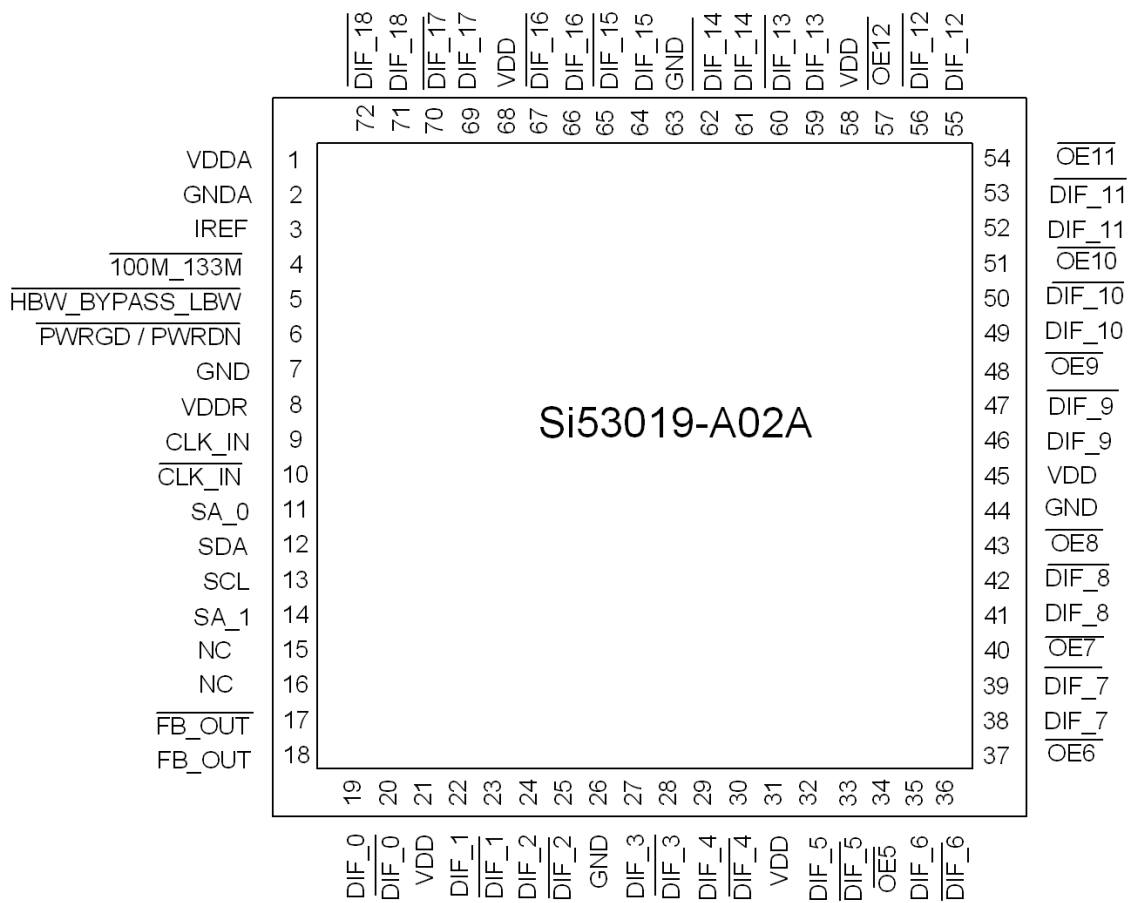 DIF_18
DIF_18
DIF_17
DIF_17
VDD
DIF_16
DIF_16
DIF_15
DIF_15
GND
DIF_14
DIF_14
DIF_13
DIF_13
VDD
OE12
DIF_12
DIF_12
72
71
70
69
68
67
66
65
64
63
62
61
60
59
58
57
56
55
VDDA 1
GNDA 2
IREF 3
100M_133M 4
HBW_BYPASS_LBW 5
PWRGD / PWRDN 6
GND 7
VDDR 8
CLK_IN 9
CLK_IN 10
SA_0 11
SDA 12
SCL 13
SA_1 14
NC 15
NC 16
FB_OUT 17
FB_OUT 18
Si53019-A02A
54 OE11
53 DIF_11
52 DIF_11
51 OE10
50 DIF_10
49 DIF_10
48 OE9
47 DIF_9
46 DIF_9
45 VDD
44 GND
43 OE8
42 DIF_8
41 DIF_8
40 OE7
39 DIF_7
38 DIF_7
37 OE6
19
20
21
22
23
24
25
26
27
28
29
30
31
32
33
34
35
36
DIF_0
DIF_0
VDD
DIF_1
DIF_1
DIF_2
DIF_2
GND
DIF_3
DIF_3
DIF_4
DIF_4
VDD
DIF_5
DIF_5
OE5
DIF_6
DIF_6